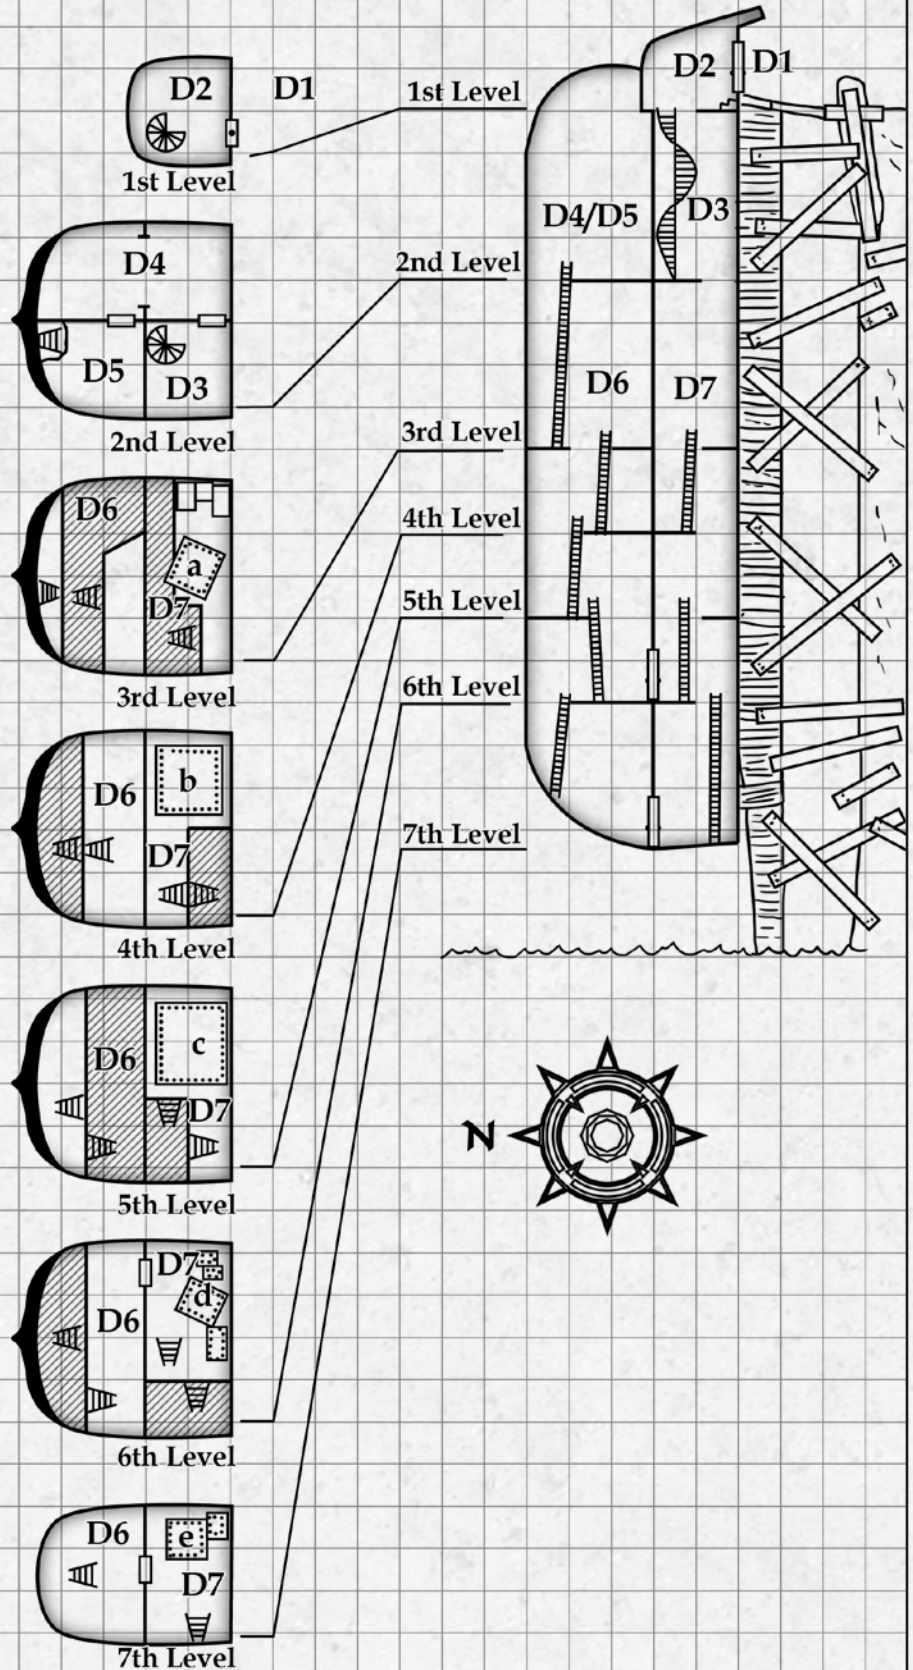 D2
D1
1st Level
D4
D5
D3
2nd Level
D6
a
D7
3rd Level
b
D6
D7
4th Level
c
D6
D7
5th Level
D7
d
D6
6th Level
D6
e
D7
7th Level
1st Level
2nd Level
3rd Level
4th Level
5th Level
6th Level
7th Level
D2
D1
D4/D5
D3
D6
D7
N